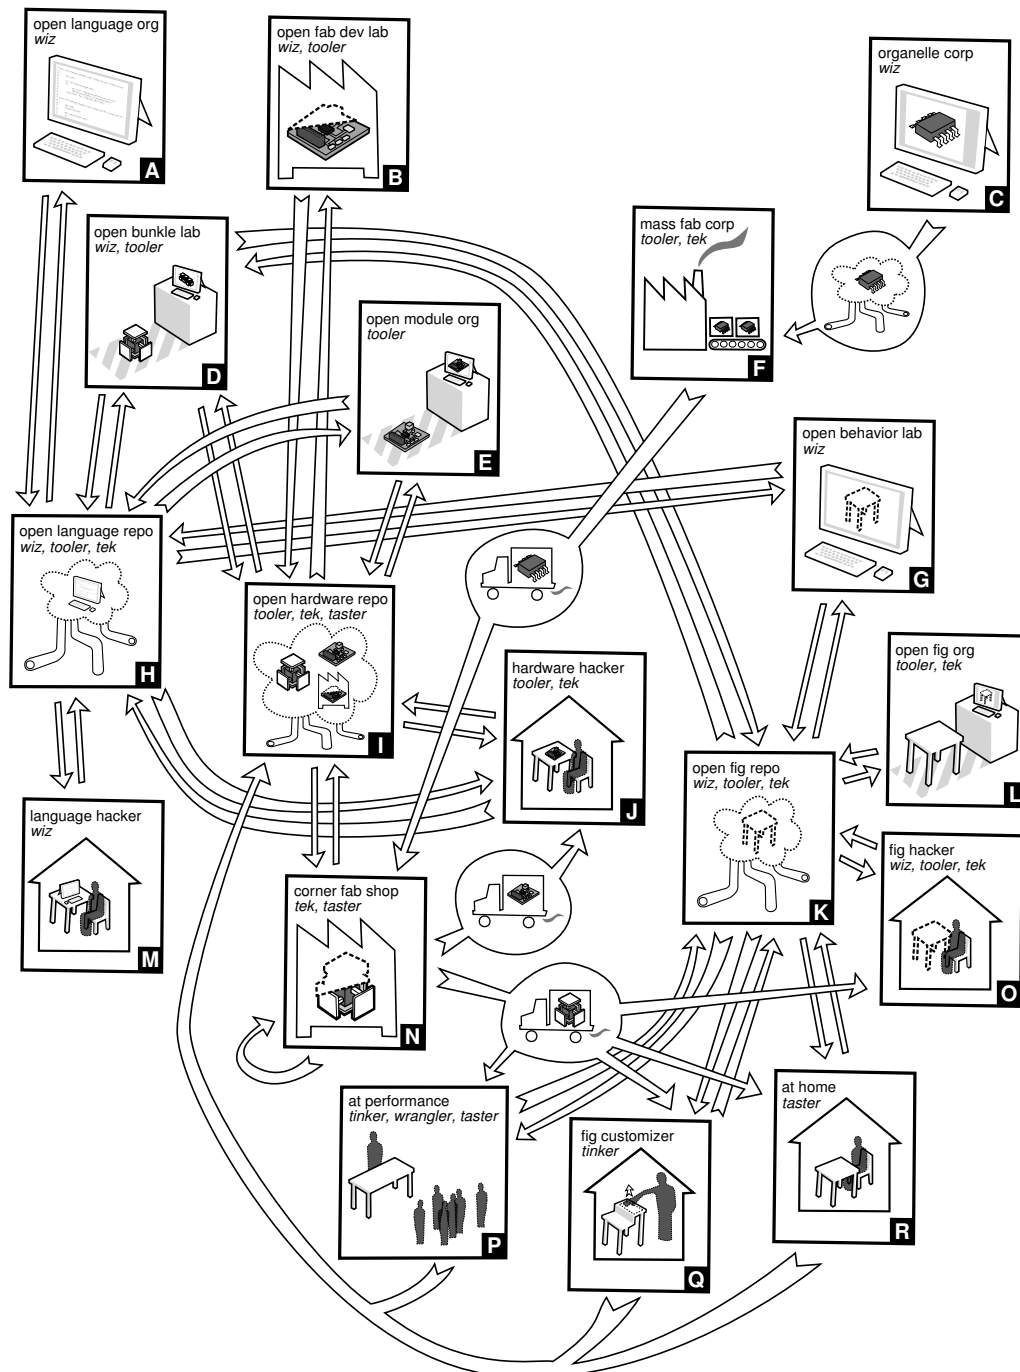 open language org
wiz
A
open fab dev lab
wiz, tooler
B
organelle corp
wiz
C
open bunkle lab
wiz, tooler
D
open module org
tooler
E
mass fab corp
tooler, tek
F
open behavior lab
wiz
G
open language repo
wiz, tooler, tek
H
open hardware repo
tooler, tek, taster
I
hardware hacker
tooler, tek
J
open fig repo
wiz, tooler, tek
K
open fig org
tooler, tek
L
language hacker
wiz
M
corner fab shop
tek, taster
N
fig hacker
wiz, tooler, tek
O
at performance
tinker, wrangler, taster
P
fig customizer
tinker
Q
at home
taster
R